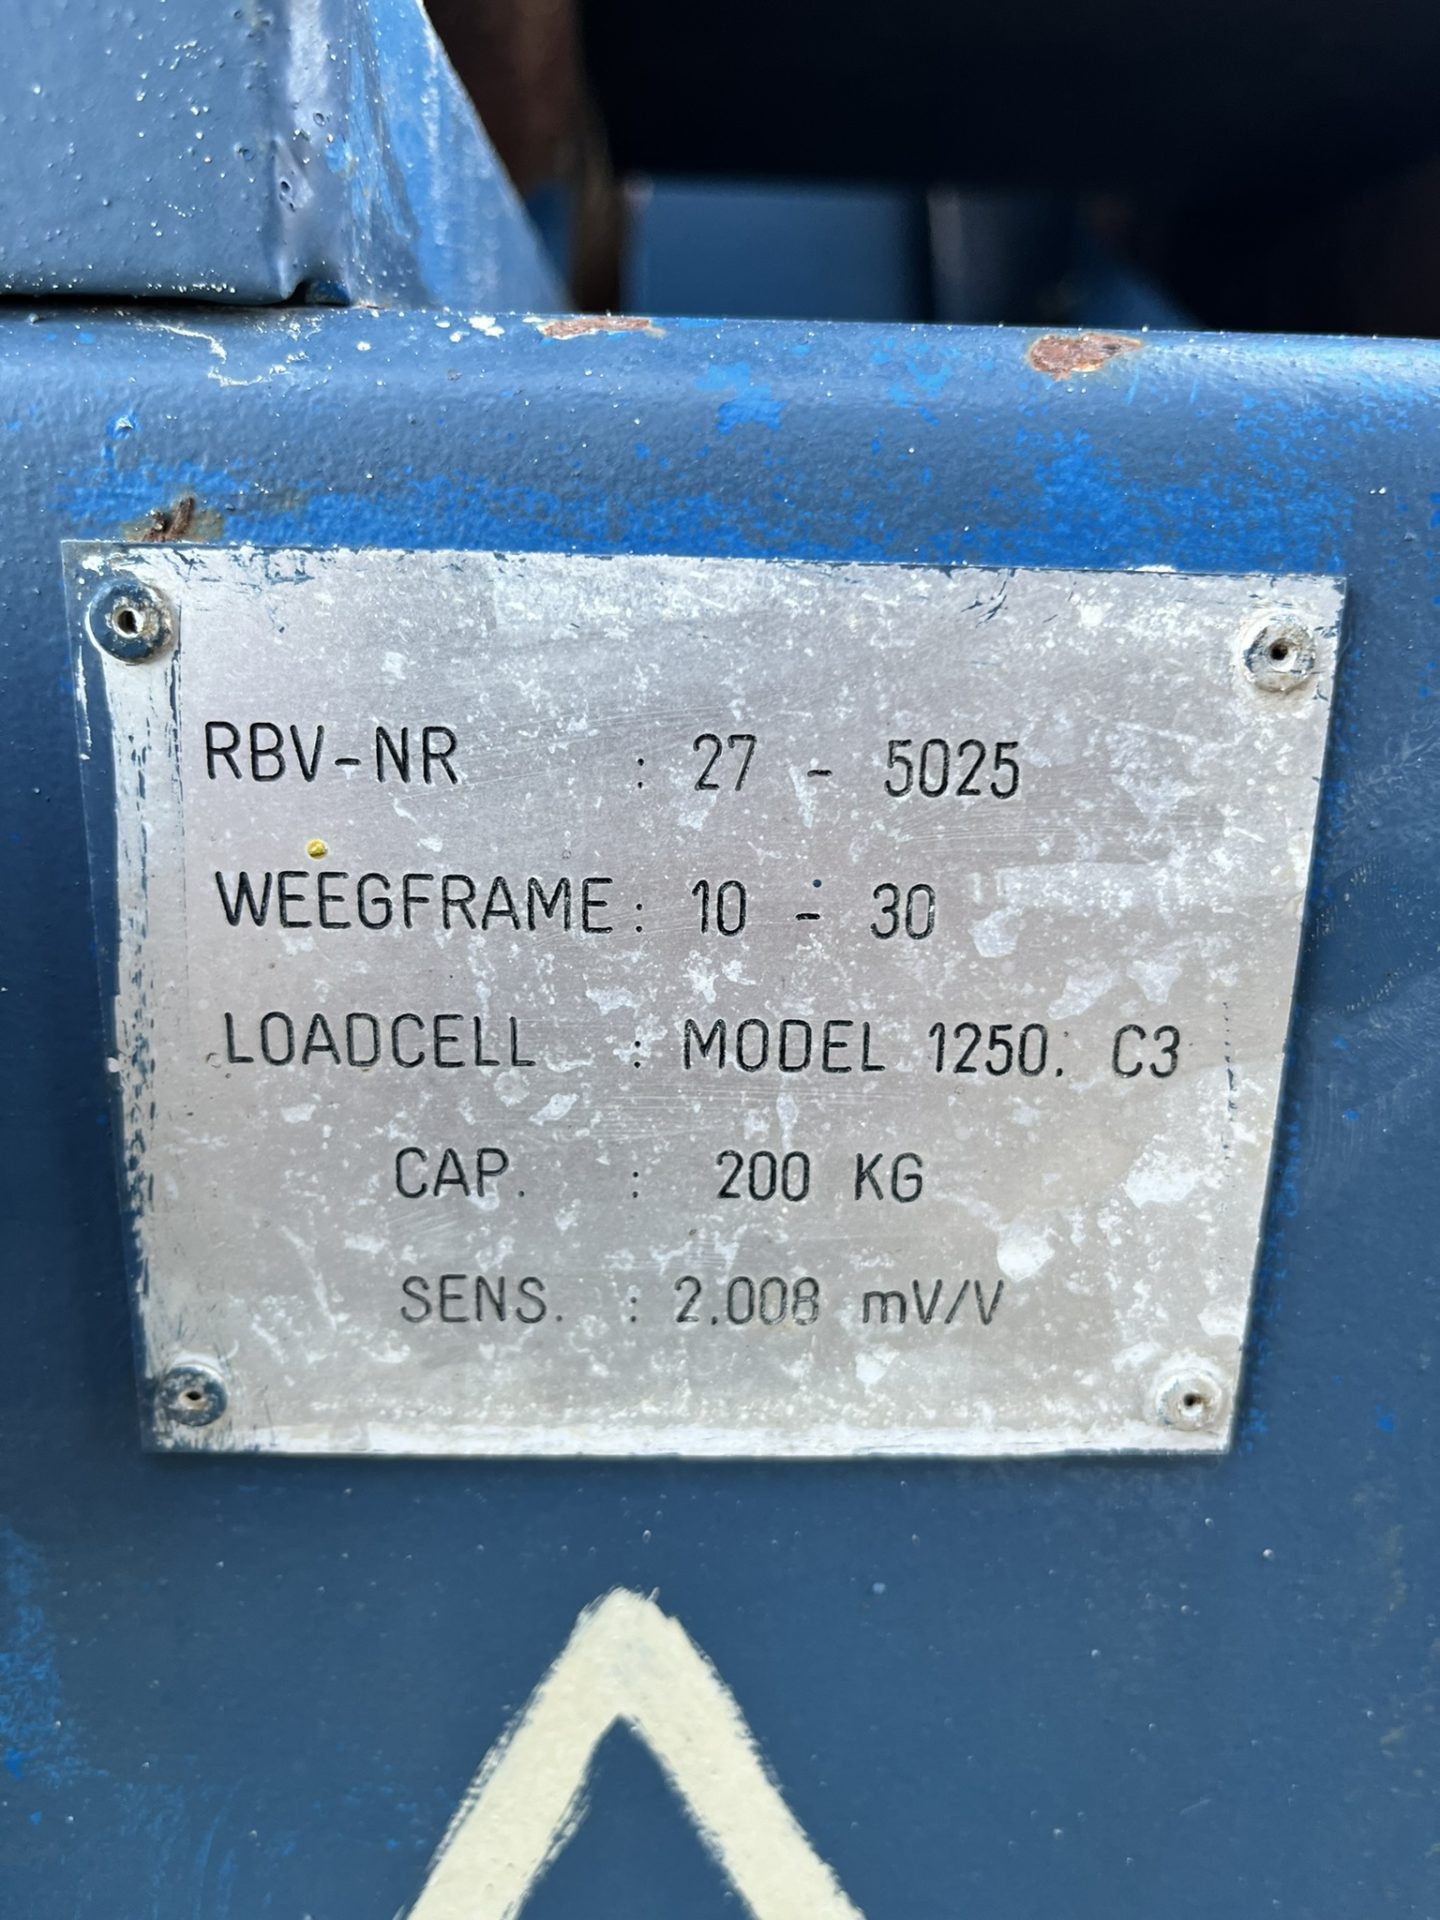 RBV-NR : 27 - 5025
WEEGFRAME : 10 - 30
LOADCELL : MODEL 1250. C3
CAP. : 200 KG
SENS. : 2.008 mV/V